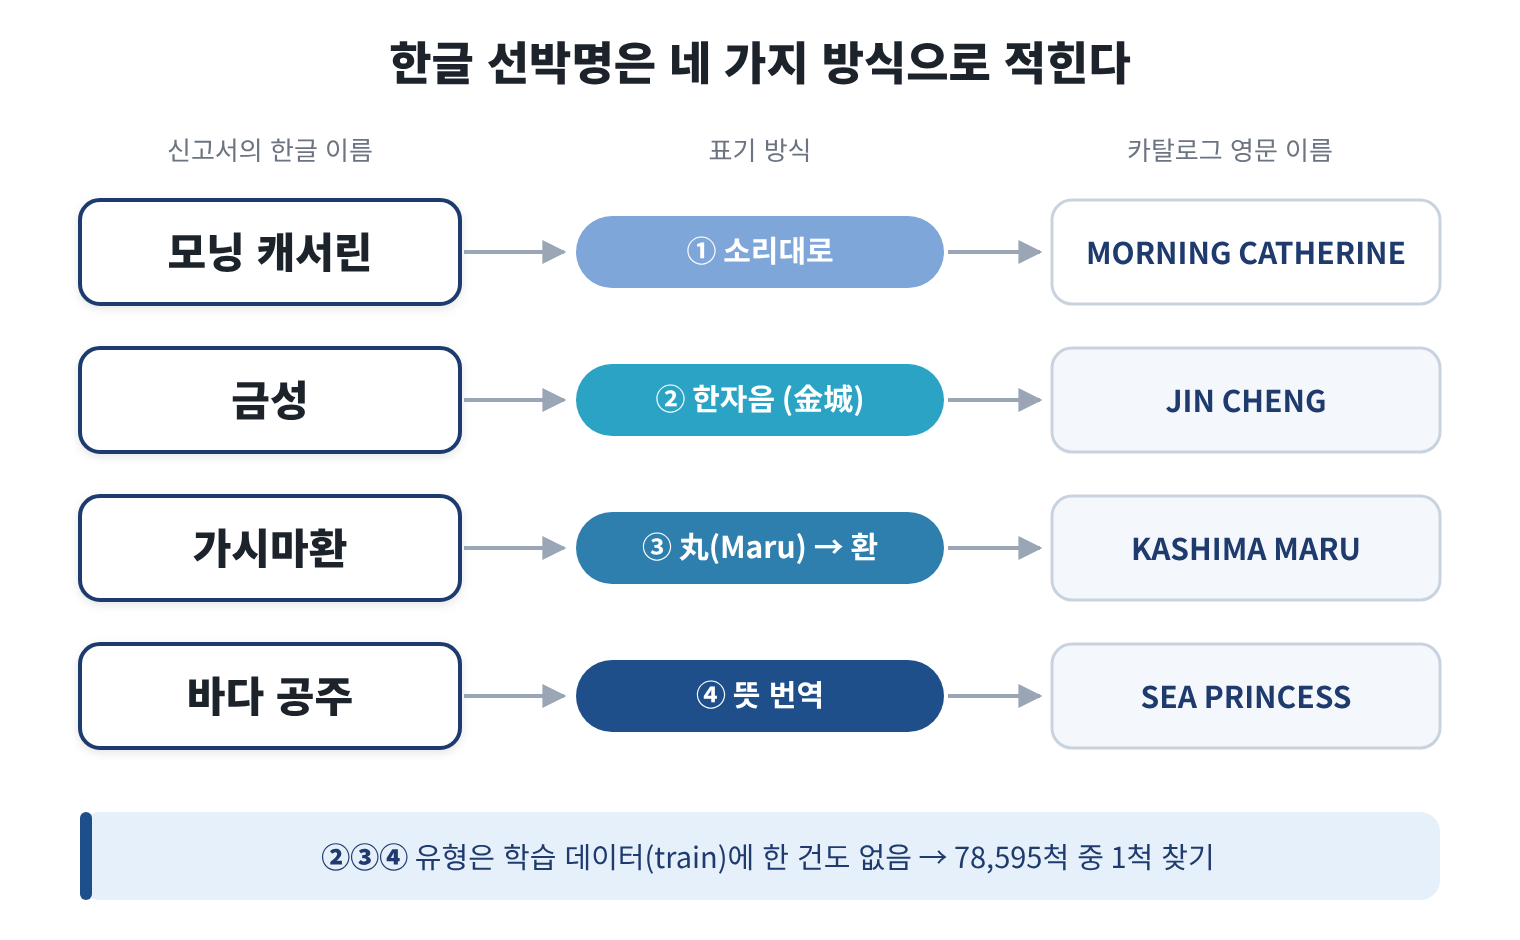 한글 선박명은 네 가지 방식으로 적힌다
신고서의 한글 이름 표기 방식 카탈로그 영문 이름
모닝 캐서린 ① 소리대로 MORNING CATHERINE
금성 ② 한자음 (金城) JIN CHENG
가시마환 ③ 丸(Maru) → 환 KASHIMA MARU
바다 공주 ④ 뜻 번역 SEA PRINCESS
②③④ 유형은 학습 데이터(train)에 한 건도 없음 → 78,595척 중 1척 찾기